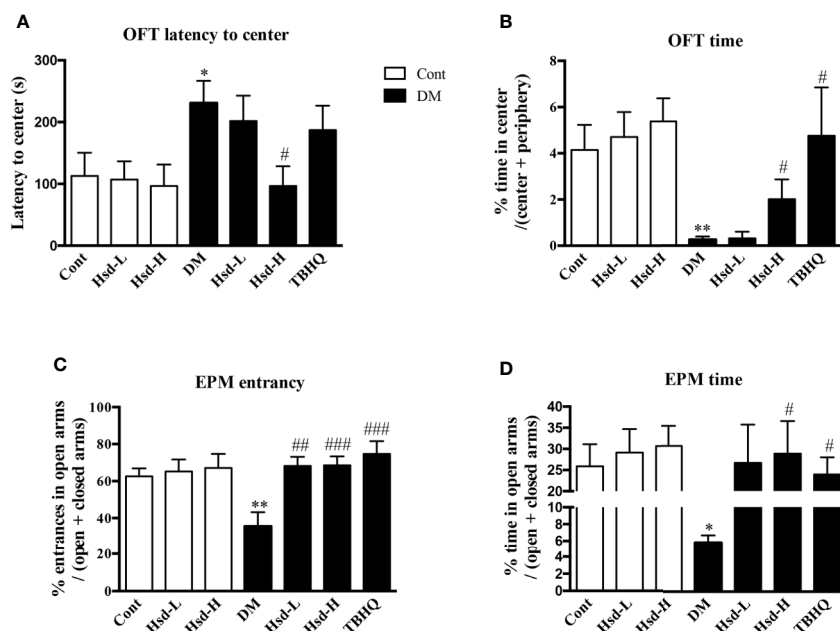 A
OFT latency to center
Latency to center (s)
300
200
100
0
*
#
Cont
Hsd-L
Hsd-H
DM
Hsd-L
Hsd-H
TBHQ
Cont
DM
B
OFT time
% time in center
/(center + periphery)
8
6
4
2
0
**
#
#
Cont
Hsd-L
Hsd-H
DM
Hsd-L
Hsd-H
TBHQ
C
EPM entrancy
% entrances in open arms
/ (open + closed arms)
100
80
60
40
20
0
**
##
###
###
Cont
Hsd-L
Hsd-H
DM
Hsd-L
Hsd-H
TBHQ
D
EPM time
% time in open arms
/ (open + closed arms)
40
35
30
25
20
10
8
6
4
2
0
*
#
#
Cont
Hsd-L
Hsd-H
DM
Hsd-L
Hsd-H
TBHQ